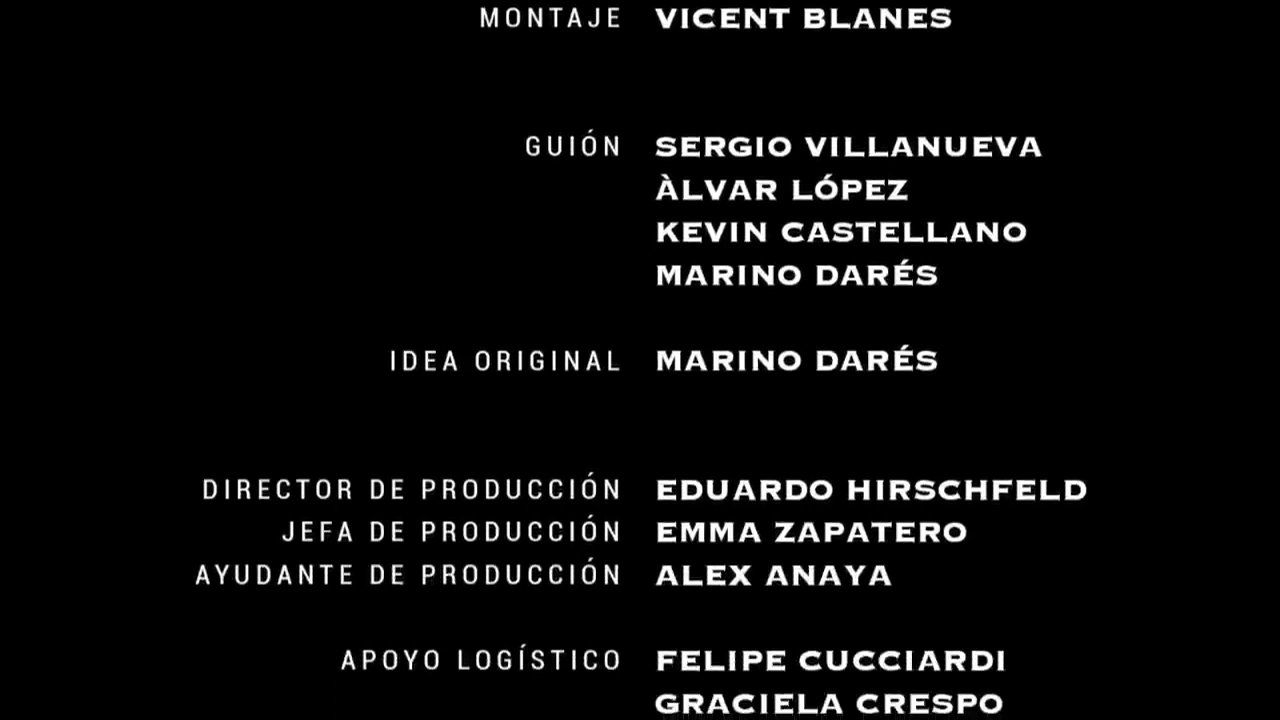 MONTAJE VICENT BLANES
GUIÓN SERGIO VILLANUEVA
ÀLVAR LÓPEZ
KEVIN CASTELLANO
MARINO DARÉS
IDEA ORIGINAL MARINO DARÉS
DIRECTOR DE PRODUCCIÓN EDUARDO HIRSCHFELD
JEFA DE PRODUCCIÓN EMMA ZAPATERO
AYUDANTE DE PRODUCCIÓN ALEX ANAYA
APOYO LOGÍSTICO FELIPE CUCCIARDI
GRACIELA CRESPO